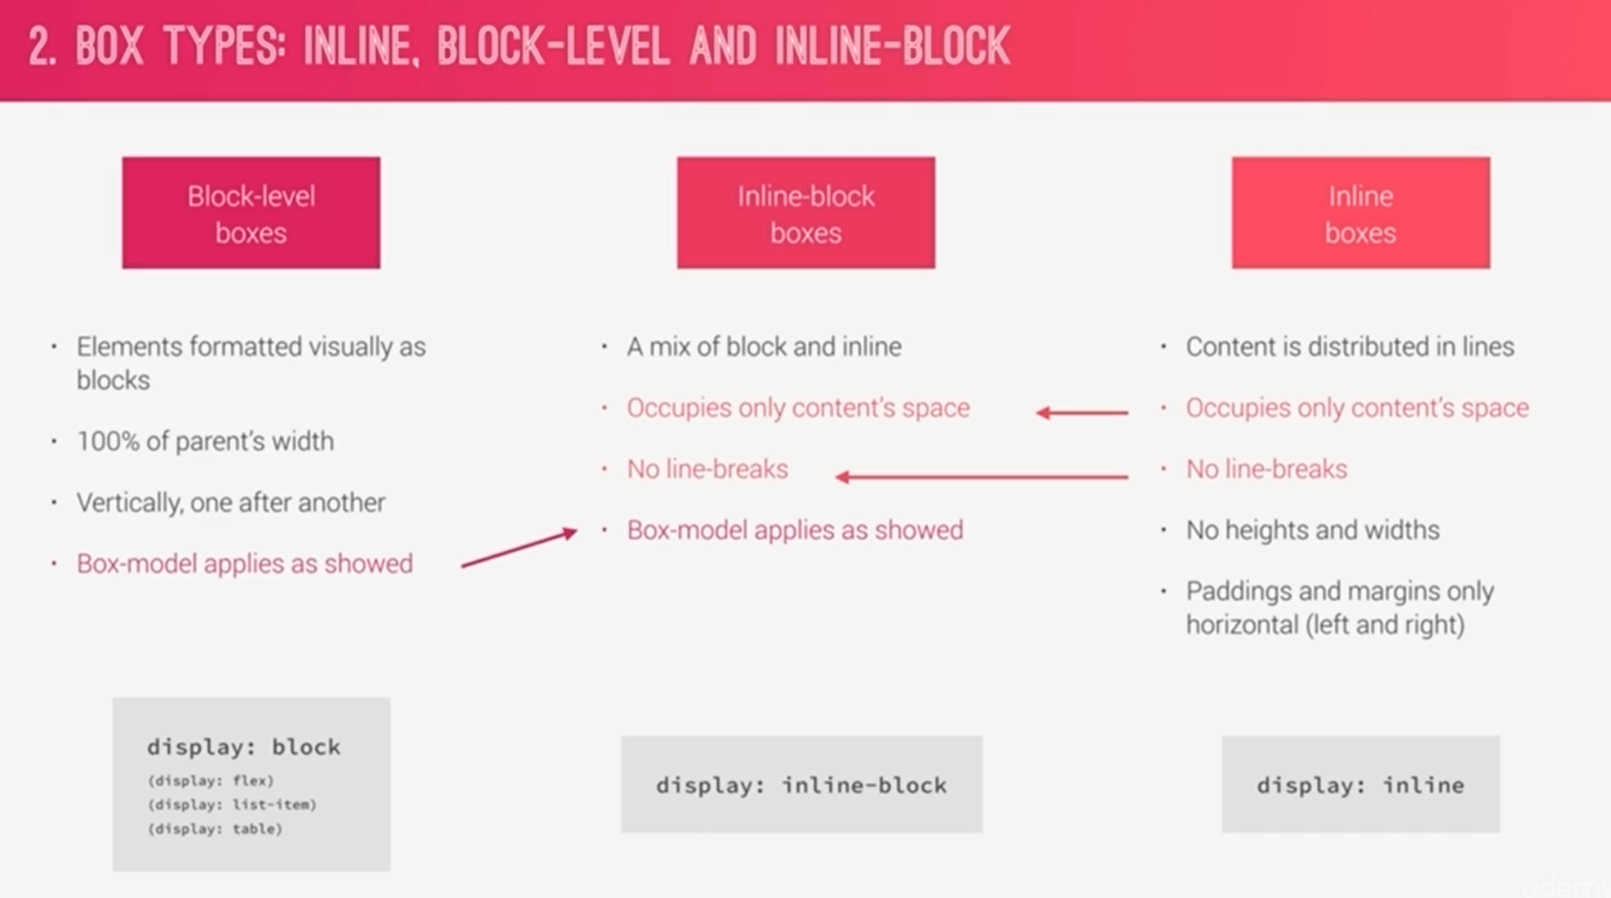 2. BOX TYPES: INLINE, BLOCK-LEVEL AND INLINE-BLOCK
Block-level
boxes
• Elements formatted visually as
blocks
• 100% of parent's width
• Vertically, one after another
• Box-model applies as showed
display: block
(display: flex)
(display: list-item)
(display: table)
Inline-block
boxes
• A mix of block and inline
• Occupies only content's space
• No line-breaks
• Box-model applies as showed
display: inline-block
Inline
boxes
• Content is distributed in lines
• Occupies only content's space
• No line-breaks
• No heights and widths
• Paddings and margins only
horizontal (left and right)
display: inline
udemy